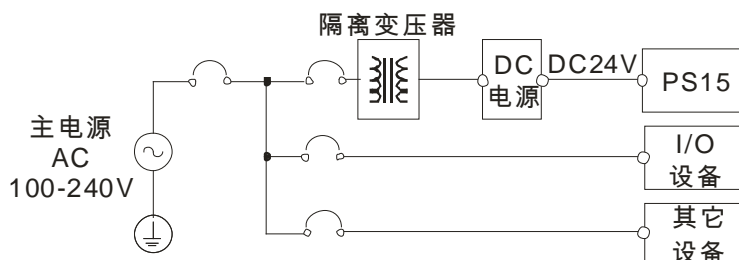 隔离变压器
DC
电源
DC24V
PS15
主电源
AC
100-240V
I/O
设备
其它
设备